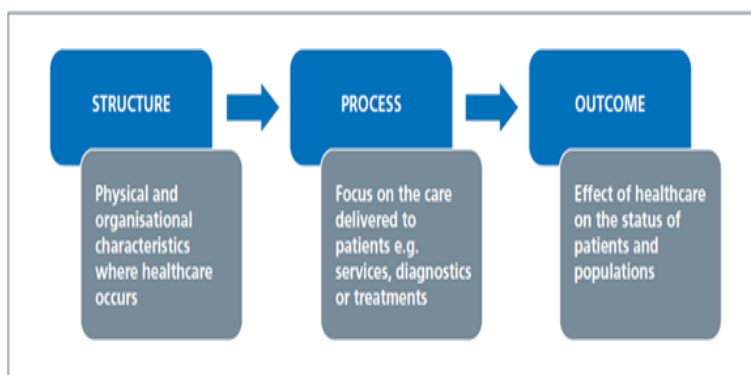 STRUCTURE
Physical and
organisational
characteristics
where healthcare
occurs
PROCESS
Focus on the care
delivered to
patients e.g.
services, diagnostics
or treatments
OUTCOME
Effect of healthcare
on the status of
patients and
populations